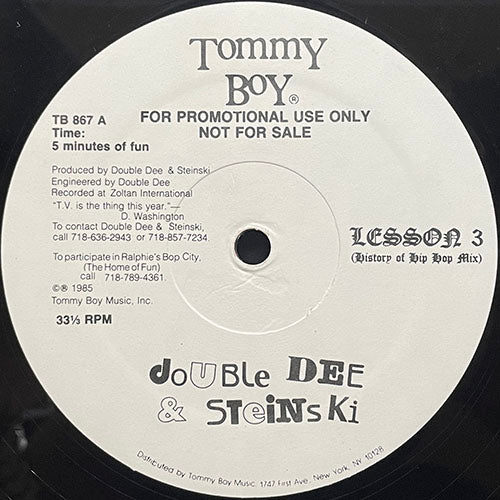 TOMMY
BOY®
FOR PROMOTIONAL USE ONLY
NOT FOR SALE
TB 867 A
Time:
5 minutes of fun
Produced by Double Dee & Steinski
Engineered by Double Dee
Recorded at Zoltan International
"T.V. is the thing this year."—
D. Washington
To contact Double Dee & Steinski,
call 718-636-2943 or 718-857-7234.
To participate in Ralphie's Bop City,
(The Home of Fun)
call 718-789-4361.
©℗ 1985
Tommy Boy Music, Inc.
33⅓ RPM
LESSON 3
(History of Hip Hop Mix)
doUBLe DEE
& STeiNsKi
Distributed by Tommy Boy Music. 1747 First Ave. New York, NY 10128